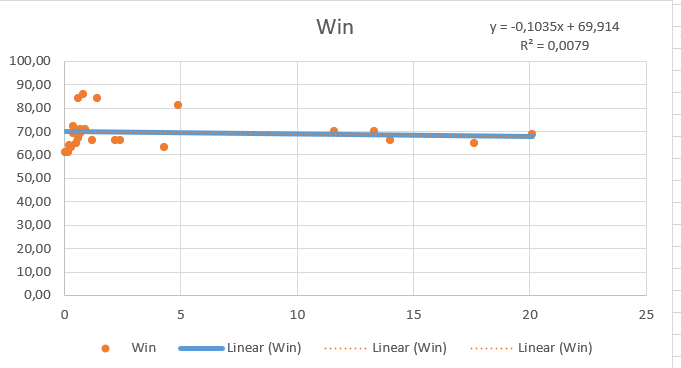 Win
y = -0,1035x + 69,914
R² = 0,0079
100,00
90,00
80,00
70,00
60,00
50,00
40,00
30,00
20,00
10,00
0,00
0 5 10 15 20 25
Win Linear (Win) Linear (Win) Linear (Win)